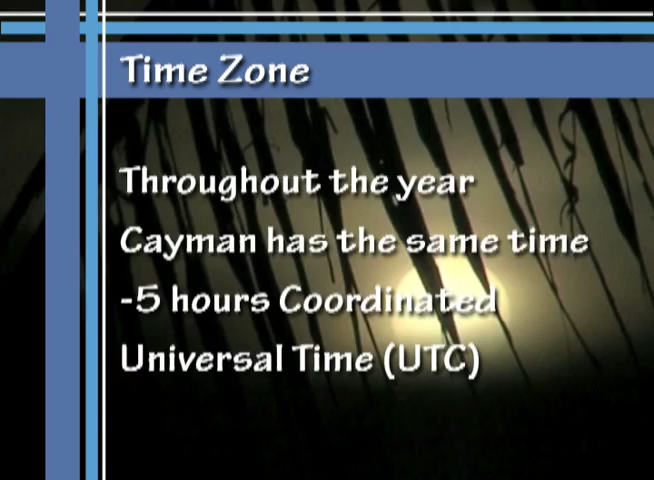 Time Zone
Throughout the year
Cayman has the same time
-5 hours Coordinated
Universal Time (UTC)